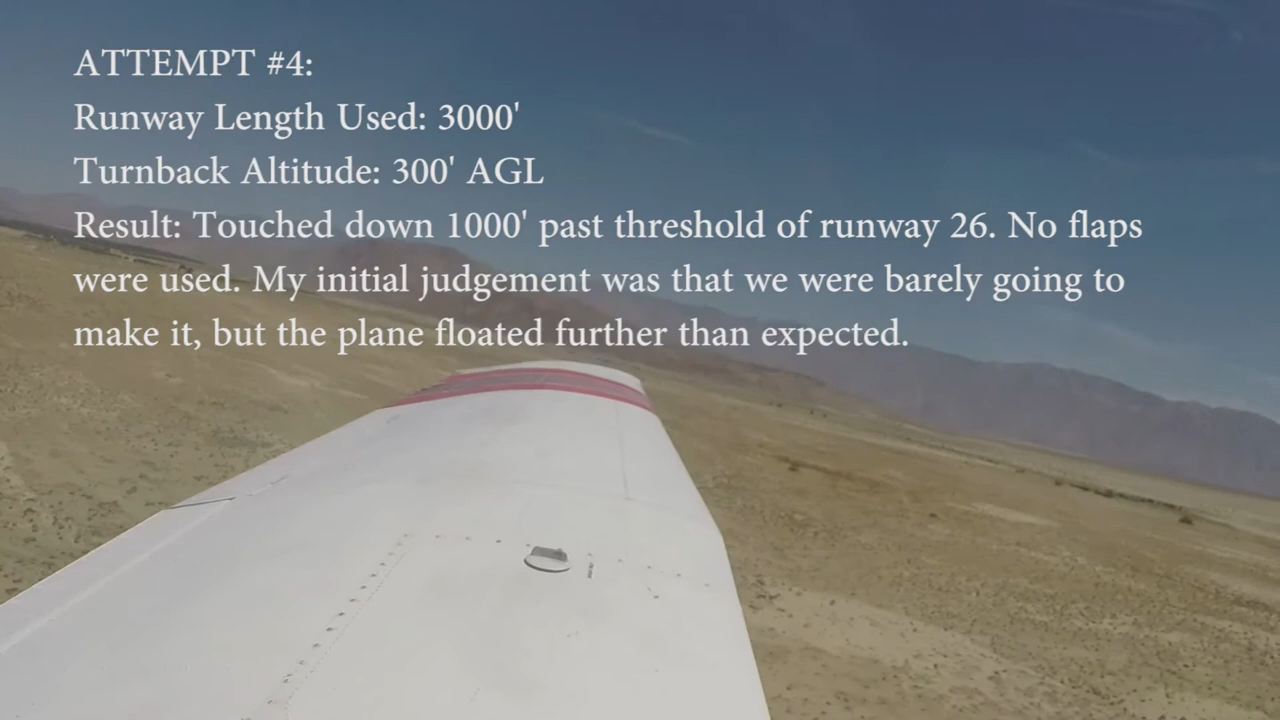 ATTEMPT #4:
Runway Length Used: 3000'
Turnback Altitude: 300' AGL
Result: Touched down 1000' past threshold of runway 26. No flaps
were used. My initial judgement was that we were barely going to
make it, but the plane floated further than expected.